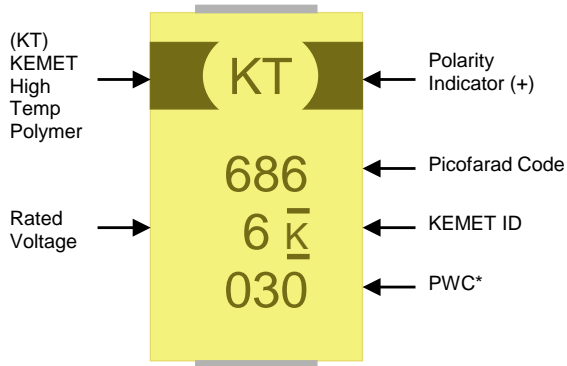 (KT)
KEMET
High
Temp
Polymer
KT
Polarity
Indicator (+)
686
Picofarad Code
Rated
Voltage
6 K
KEMET ID
030
PWC*